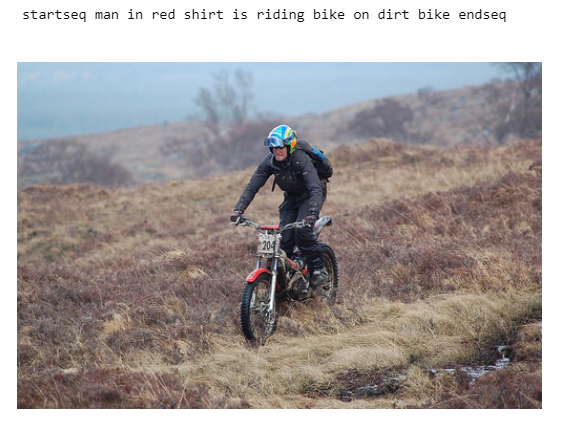 startseq man in red shirt is riding bike on dirt bike endseq
204